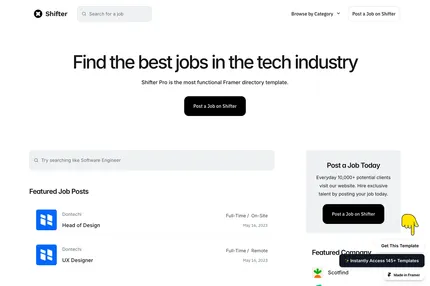 Shifter
Search for a job
Browse by Category
Post a Job on Shifter
Find the best jobs in the tech industry
Shifter Pro is the most functional Framer directory template.
Post a Job on Shifter
Try searching like Software Engineer
Featured Job Posts
Dontachi
Head of Design
Full-Time / On-Site
May 16, 2023
Dontachi
UX Designer
Full-Time / Remote
May 15, 2023
Post a Job Today
Everyday 10,000+ potential clients
visit our website. Hire exclusive
talent by posting your job today.
Post a Job on Shifter
Featured Company
Scotfind
Get This Template
Instantly Access 145+ Templates
Made in Framer